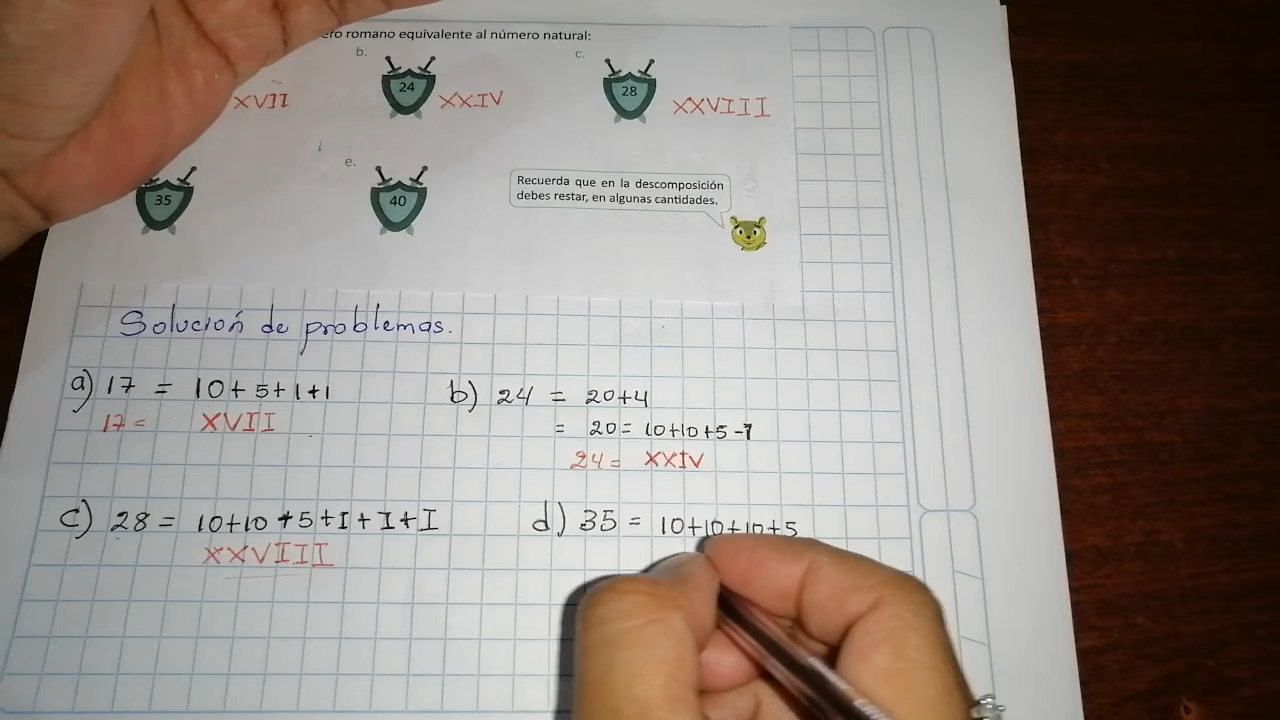 ero romano equivalente al número natural:
b.
c.
XVII
24
XXIV
28
XXVIII
e.
35
40
Recuerda que en la descomposición
debes restar, en algunas cantidades.
Solución de problemas.
a) 17 = 10+5+1+1
17 = XVII
b) 24 = 20+4
= 20 = 10+10+5-1
24 = XXIV
c) 28 = 10+10+5+I+I+I
XXVIII
d) 35 = 10+10+10+5